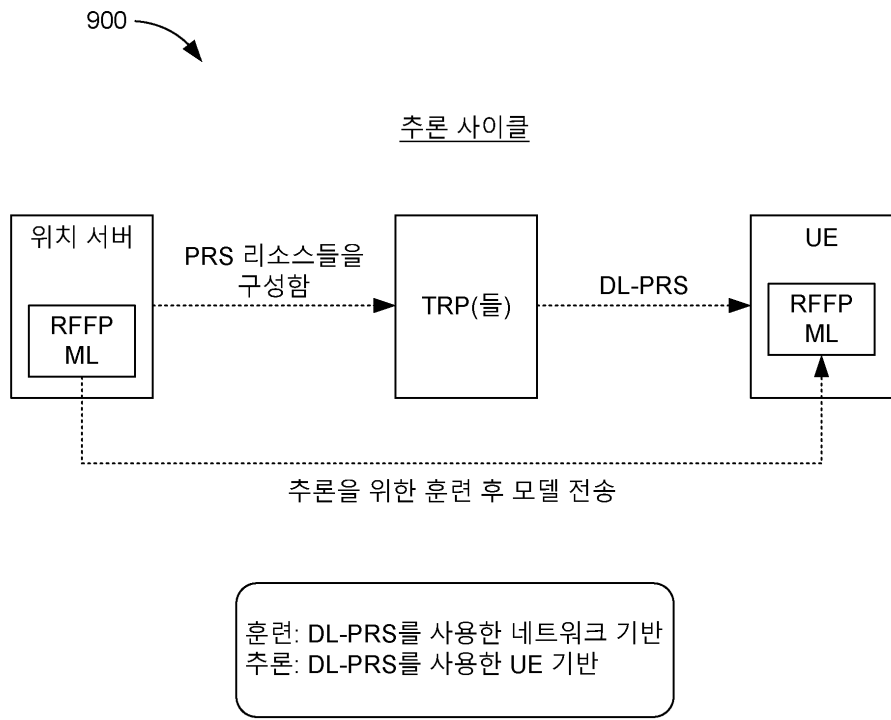 900
추론 사이클
위치 서버
RFFP
ML
PRS 리소스들을
구성함
TRP(들)
DL-PRS
UE
RFFP
ML
추론을 위한 훈련 후 모델 전송
훈련: DL-PRS를 사용한 네트워크 기반
추론: DL-PRS를 사용한 UE 기반